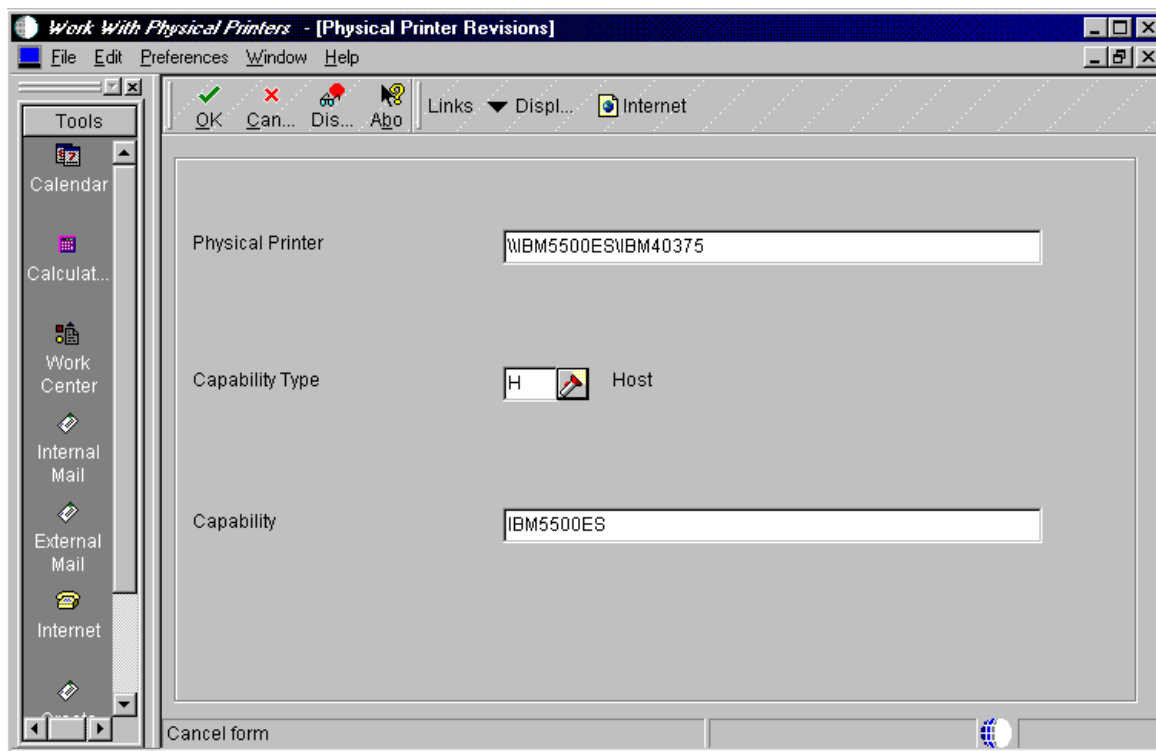 Work With Physical Printers - [Physical Printer Revisions]
File Edit Preferences Window Help
Tools
OK Can... Dis... Abo Links Displ... Internet
Calendar
Calculat...
Work
Center
Internal
Mail
External
Mail
Internet
Physical Printer \\IBM5500ES\IBM40375
Capability Type H Host
Capability IBM5500ES
Cancel form